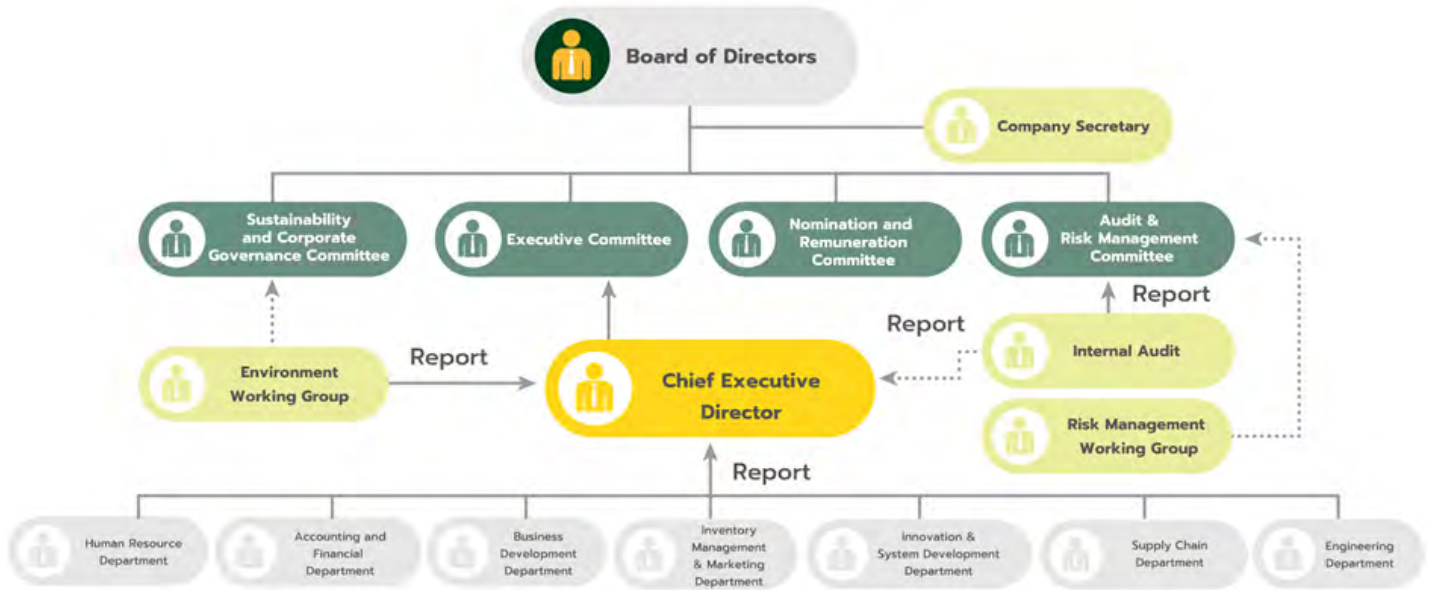 Board of Directors
Company Secretary
Sustainability
and Corporate
Governance Committee
Executive Committee
Nomination and
Remuneration
Committee
Audit &
Risk Management
Committee
Report
Report
Environment
Working Group
Report
Chief Executive
Director
Internal Audit
Risk Management
Working Group
Report
Human Resource
Department
Accounting and
Financial
Department
Business
Development
Department
Inventory
Management
& Marketing
Department
Innovation &
System Development
Department
Supply Chain
Department
Engineering
Department